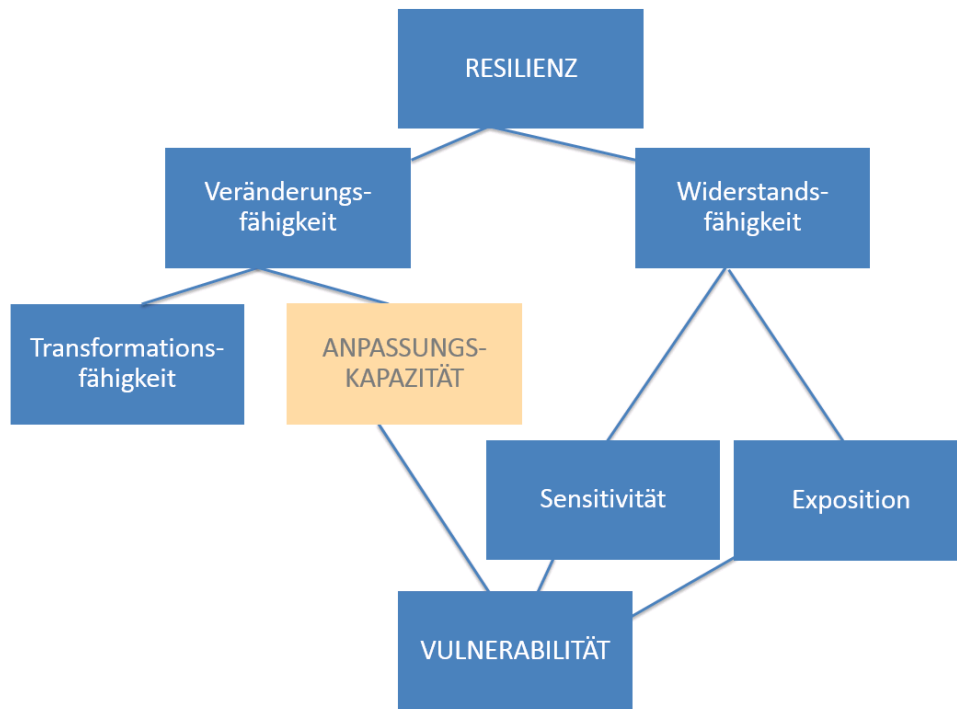 RESILIENZ
Veränderungs-
fähigkeit
Widerstands-
fähigkeit
Transformations-
fähigkeit
ANPASSUNGS-
KAPAZITÄT
Sensitivität
Exposition
VULNERABILITÄT